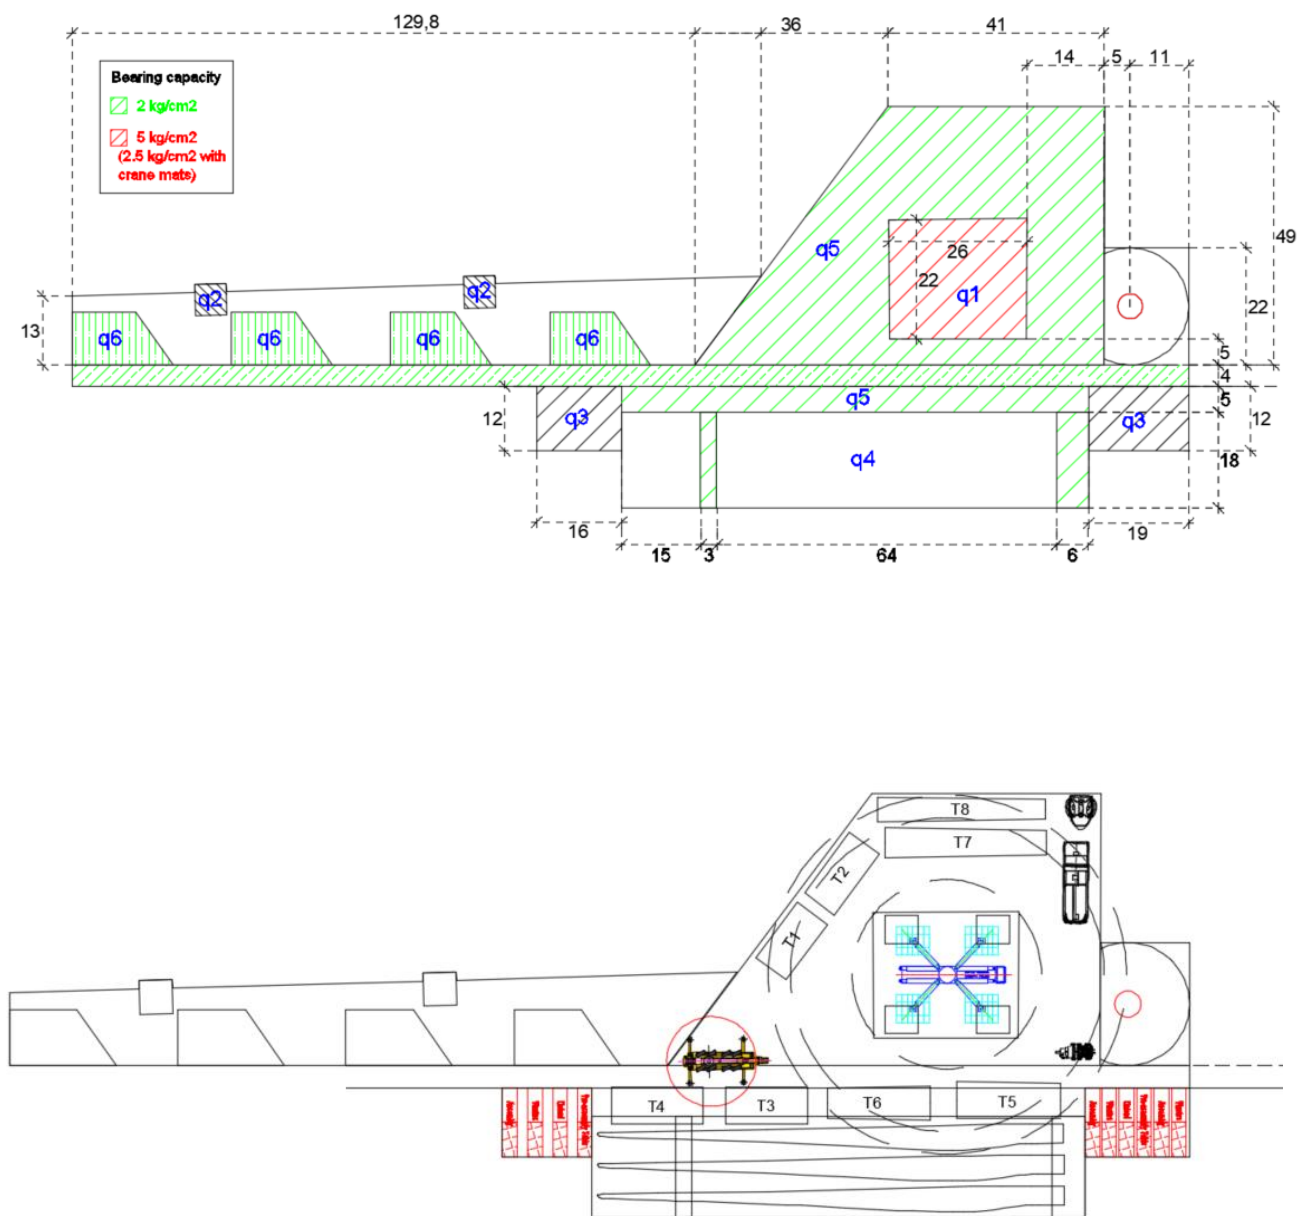 129,8
36
41
14
5
11
Bearing capacity
2 kg/cm2
5 kg/cm2
(2.5 kg/cm2 with
crane mats)
49
q5
26
22
q1
q2
q2
22
13
q6
q6
q6
q6
5
4
5
q5
12
q3
q3
12
q4
18
16
19
15
3
64
6
T8
T7
T2
T1
T4
T3
T6
T5